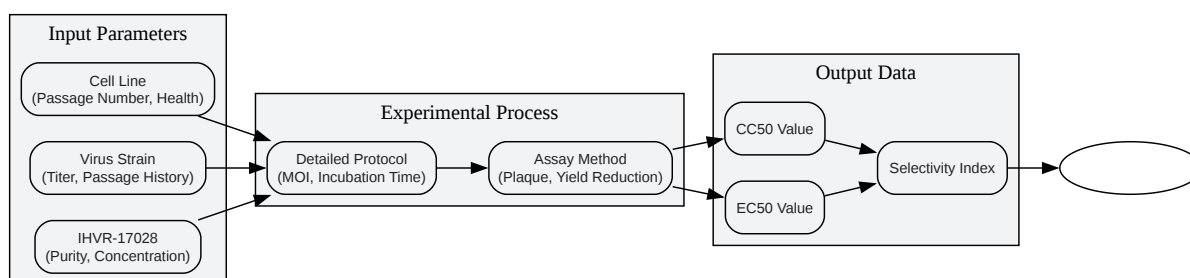 Input Parameters
Cell Line
(Passage Number, Health)
Virus Strain
(Titer, Passage History)
IHVR-17028
(Purity, Concentration)
Experimental Process
Detailed Protocol
(MOI, Incubation Time)
Assay Method
(Plaque, Yield Reduction)
Output Data
CC50 Value
EC50 Value
Selectivity Index